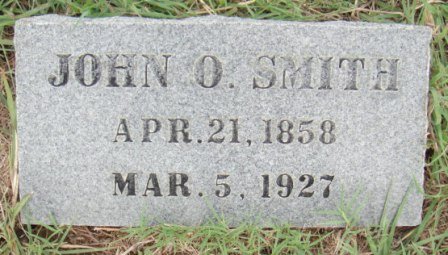 JOHN O. SMITH
APR. 21, 1858
MAR. 5, 1927